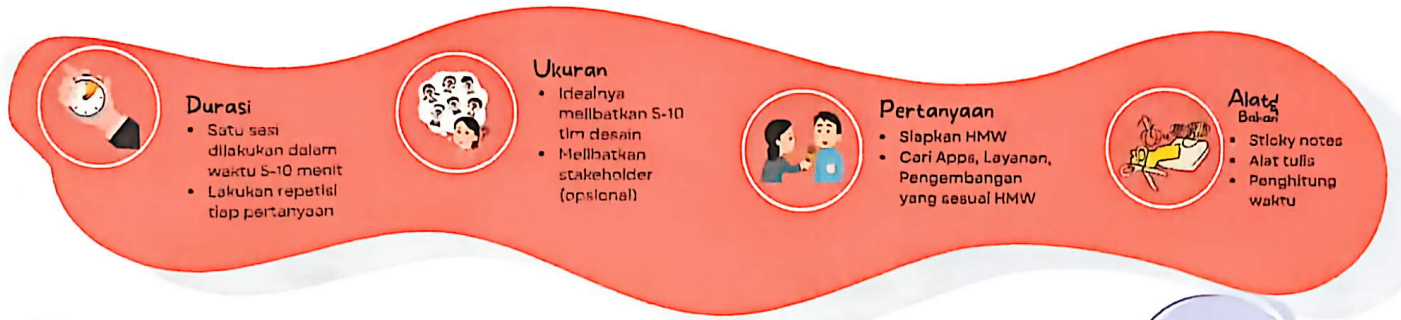 Durasi
• Satu sesi
dilakukan dalam
waktu 5-10 menit
• Lakukan repetisi
tiap pertanyaan
Ukuran
• Idealnya
melibatkan 5-10
tim desain
• Melibatkan
stakeholder
(opsional)
Pertanyaan
• Siapkan HMW
• Cari Apps, Layanan,
Pengembangan
yang sesuai HMW
Alat&
Bahan
• Sticky notes
• Alat tulis
• Penghitung
waktu